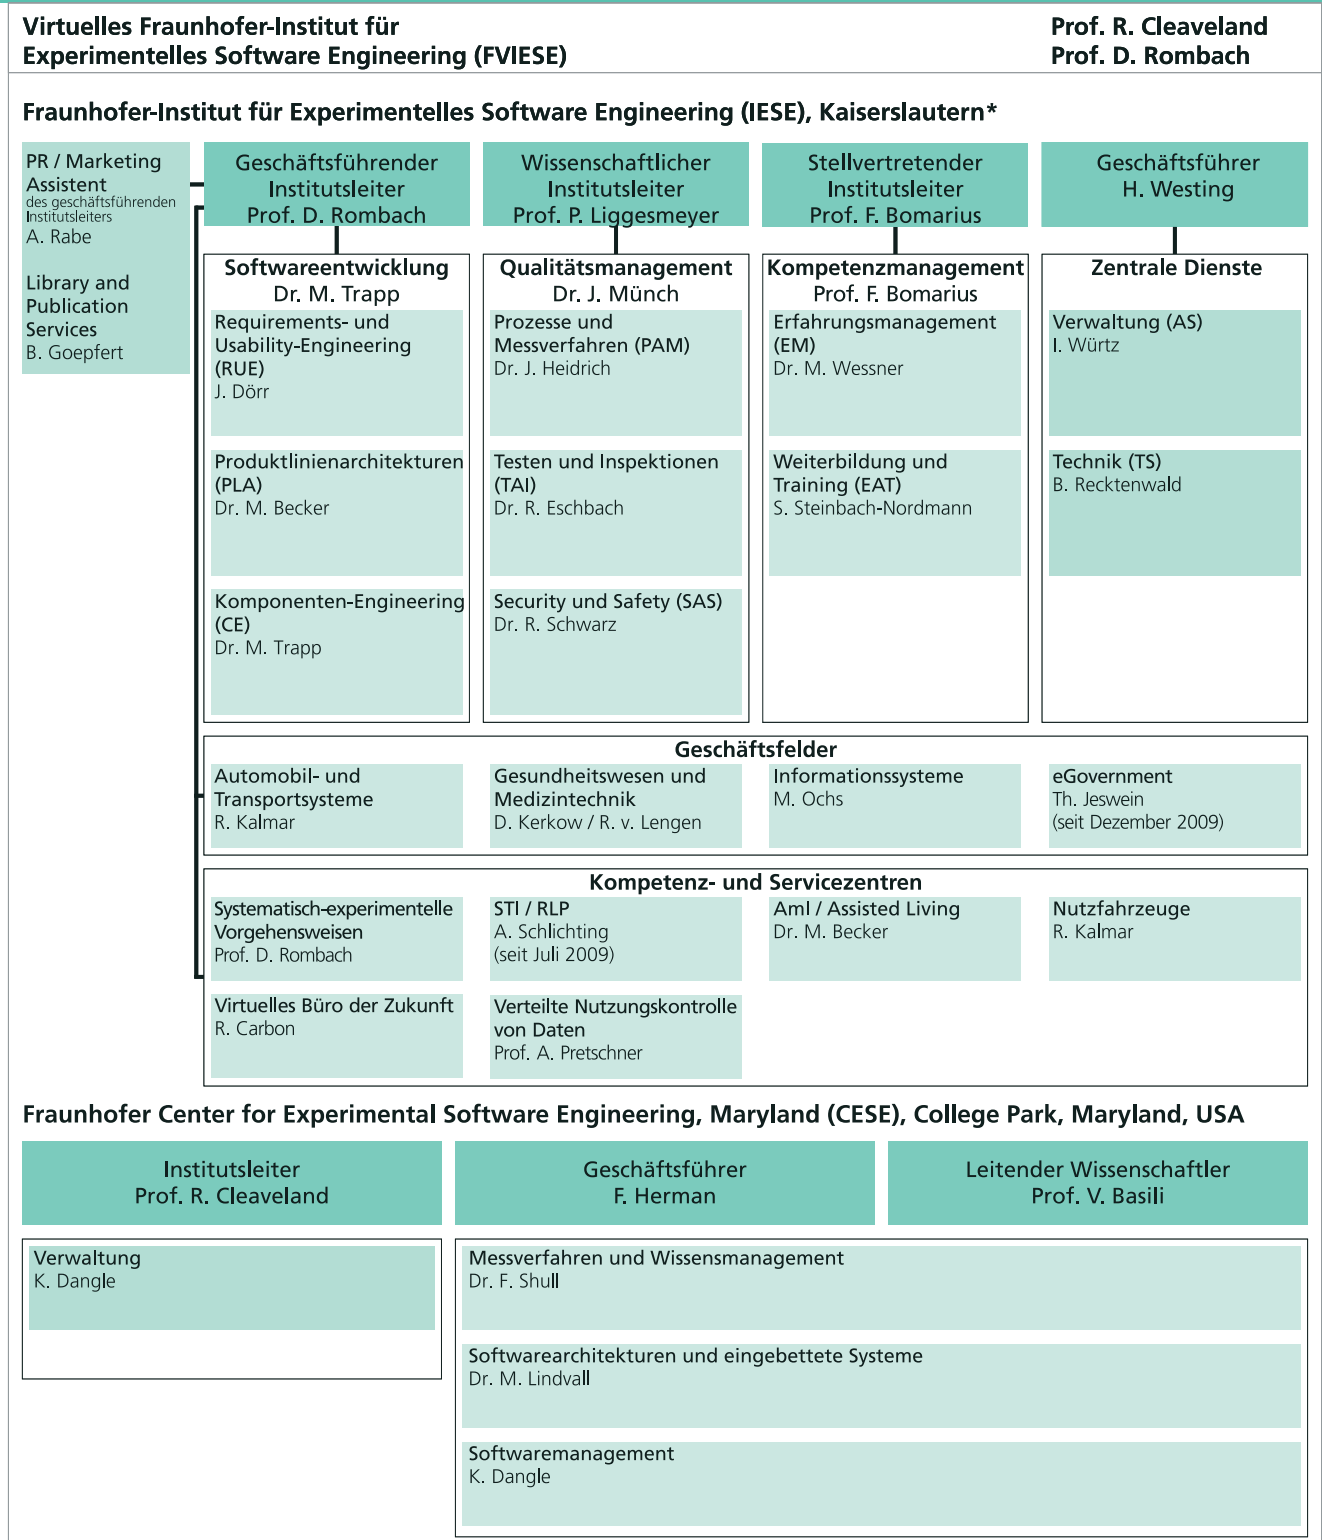 Virtuelles Fraunhofer-Institut für
Experimentelles Software Engineering (FVIESE)
Prof. R. Cleaveland
Prof. D. Rombach
Fraunhofer-Institut für Experimentelles Software Engineering (IESE), Kaiserslautern*
PR / Marketing
Assistent
des geschäftsführenden
Institutsleiters
A. Rabe
Library and
Publication
Services
B. Goepfert
Geschäftsführender
Institutsleiter
Prof. D. Rombach
Wissenschaftlicher
Institutsleiter
Prof. P. Liggesmeyer
Stellvertretender
Institutsleiter
Prof. F. Bomarius
Geschäftsführer
H. Westing
Softwareentwicklung
Dr. M. Trapp
Requirements- und
Usability-Engineering
(RUE)
J. Dörr
Produktlinienarchitekturen
(PLA)
Dr. M. Becker
Komponenten-Engineering
(CE)
Dr. M. Trapp
Qualitätsmanagement
Dr. J. Münch
Prozesse und
Messverfahren (PAM)
Dr. J. Heidrich
Testen und Inspektionen
(TAI)
Dr. R. Eschbach
Security und Safety (SAS)
Dr. R. Schwarz
Kompetenzmanagement
Prof. F. Bomarius
Erfahrungsmanagement
(EM)
Dr. M. Wessner
Weiterbildung und
Training (EAT)
S. Steinbach-Nordmann
Zentrale Dienste
Verwaltung (AS)
I. Würtz
Technik (TS)
B. Recktenwald
Geschäftsfelder
Automobil- und
Transportsysteme
R. Kalmar
Gesundheitswesen und
Medizintechnik
D. Kerkow / R. v. Lengen
Informationssysteme
M. Ochs
eGovernment
Th. Jeswein
(seit Dezember 2009)
Kompetenz- und Servicezentren
Systematisch-experimentelle
Vorgehensweisen
Prof. D. Rombach
STI / RLP
A. Schlichting
(seit Juli 2009)
AmI / Assisted Living
Dr. M. Becker
Nutzfahrzeuge
R. Kalmar
Virtuelles Büro der Zukunft
R. Carbon
Verteilte Nutzungskontrolle
von Daten
Prof. A. Pretschner
Fraunhofer Center for Experimental Software Engineering, Maryland (CESE), College Park, Maryland, USA
Institutsleiter
Prof. R. Cleaveland
Geschäftsführer
F. Herman
Leitender Wissenschaftler
Prof. V. Basili
Verwaltung
K. Dangle
Messverfahren und Wissensmanagement
Dr. F. Shull
Softwarearchitekturen und eingebettete Systeme
Dr. M. Lindvall
Softwaremanagement
K. Dangle